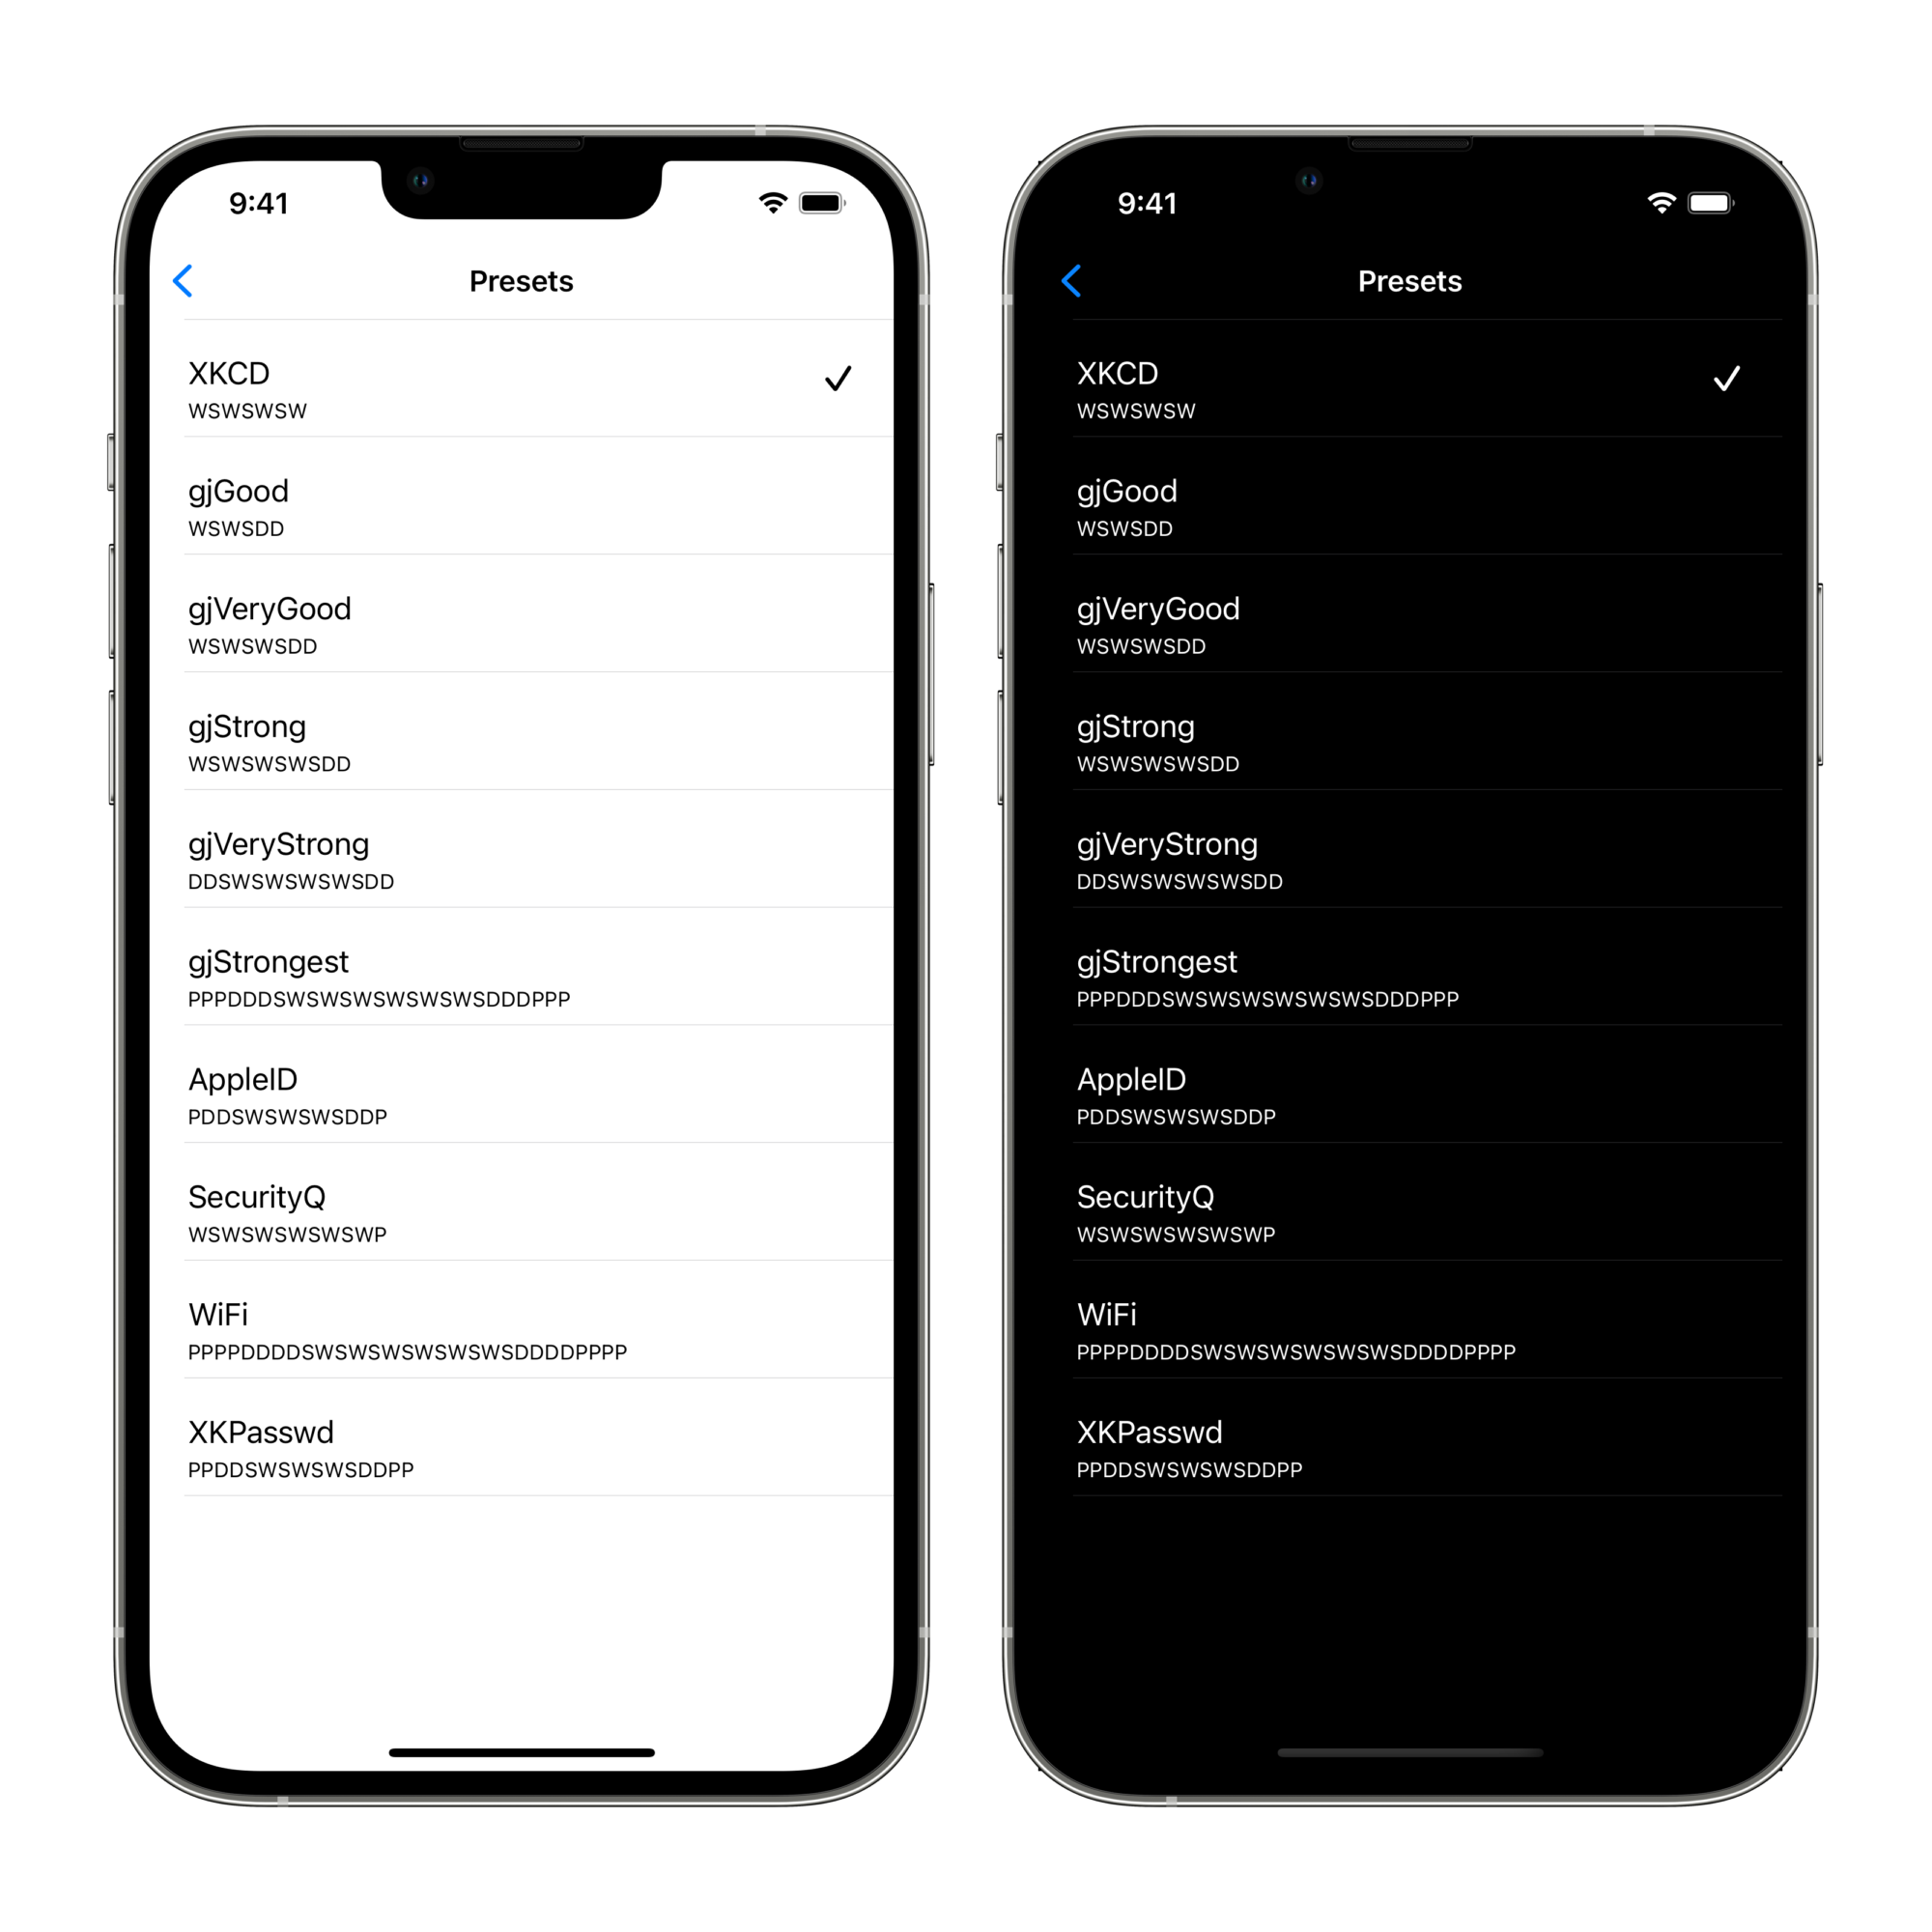 9:41
Presets
XKCD
WSWSWSW
gjGood
WSWSDD
gjVeryGood
WSWSWSDD
gjStrong
WSWSWSWSDD
gjVeryStrong
DDSWSWSWSWSDD
gjStrongest
PPPDDDSWSWSWSWSWSWSDDDPPP
AppleID
PDDSWSWSWSDDP
SecurityQ
WSWSWSWSWSWP
WiFi
PPPPDDDDSWSWSWSWSWSWSDDDDPPPP
XKPasswd
PPDDSWSWSWSDDPP
9:41
Presets
XKCD
WSWSWSW
gjGood
WSWSDD
gjVeryGood
WSWSWSDD
gjStrong
WSWSWSWSDD
gjVeryStrong
DDSWSWSWSWSDD
gjStrongest
PPPDDDSWSWSWSWSWSWSDDDPPP
AppleID
PDDSWSWSWSDDP
SecurityQ
WSWSWSWSWSWP
WiFi
PPPPDDDDSWSWSWSWSWSWSDDDDPPPP
XKPasswd
PPDDSWSWSWSDDPP